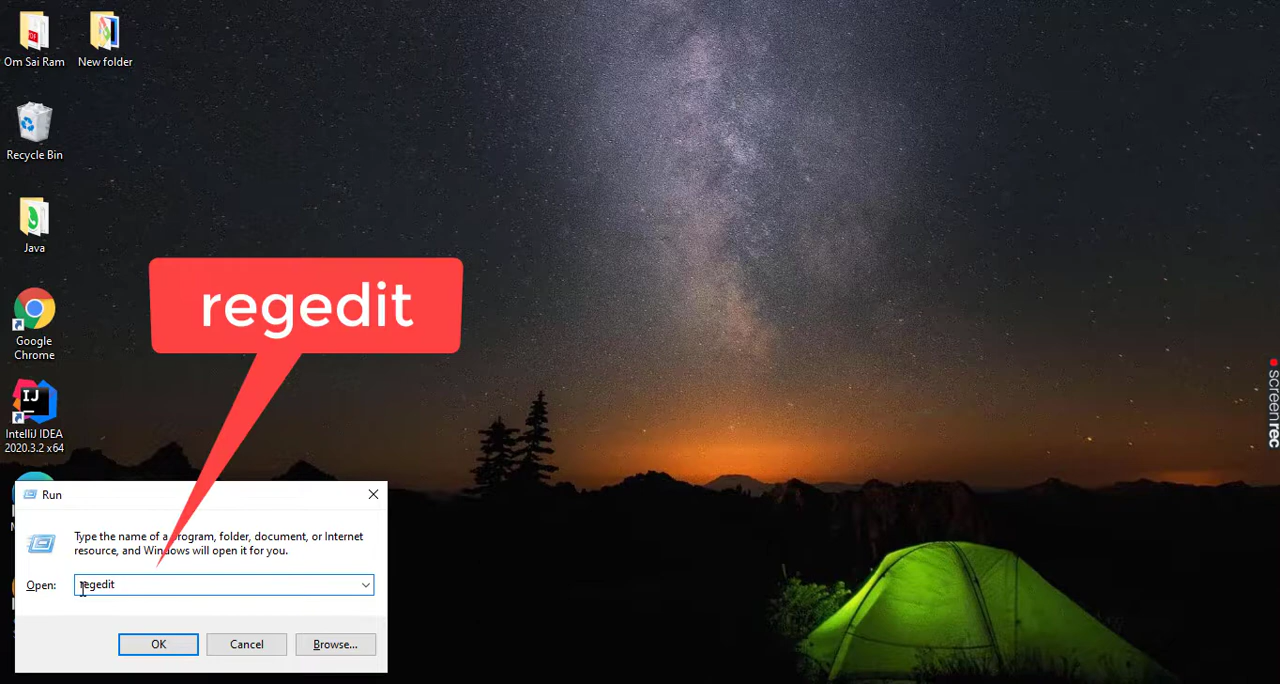 Om Sai Ram
New folder
Recycle Bin
Java
regedit
Google
Chrome
IJ
IntelliJ IDEA
2020.3.2 x64
screenrec
Run
Type the name of a program, folder, document, or Internet
resource, and Windows will open it for you.
Open:
regedit
OK
Cancel
Browse...